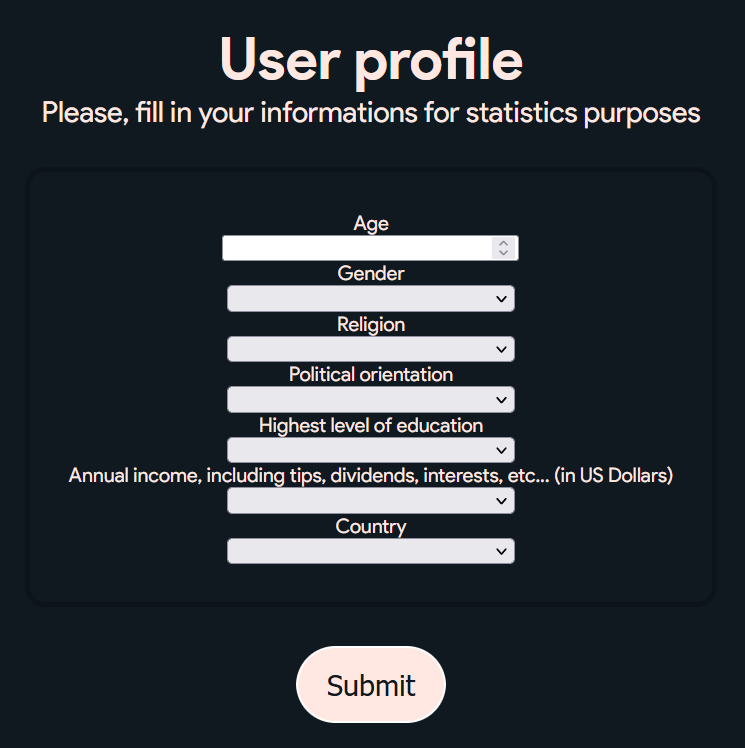 User profile
Please, fill in your informations for statistics purposes
Age
Gender
Religion
Political orientation
Highest level of education
Annual income, including tips, dividends, interests, etc... (in US Dollars)
Country
Submit